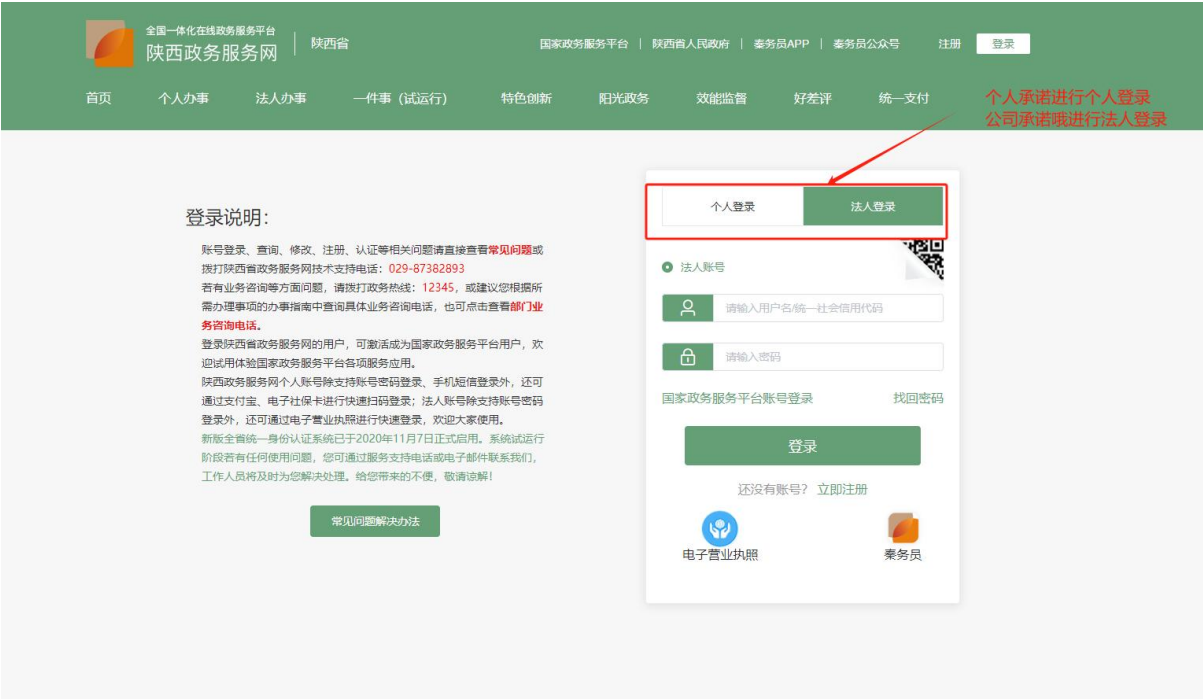 全国一体化在线政务服务平台
陕西政务服务网
陕西省
国家政务服务平台 | 陕西省人民政府 | 秦务员APP | 秦务员公众号
注册
登录
首页
个人办事
法人办事
一件事（试运行）
特色创新
阳光政务
效能监督
好差评
统一支付
个人承诺进行个人登录
公司承诺哦进行法人登录
登录说明：
账号登录、查询、修改、注册、认证等相关问题请直接查看常见问题或
拨打陕西省政务服务网技术支持电话：029-87382893
若有业务咨询等方面问题，请拨打政务热线：12345，或建议您根据所
需办理事项的办事指南中查询具体业务咨询电话，也可点击查看部门业
务咨询电话。
登录陕西省政务服务网的用户，可激活成为国家政务服务平台用户，欢
迎试用体验国家政务服务平台各项服务应用。
陕西政务服务网个人账号除支持账号密码登录、手机短信登录外，还可
通过支付宝、电子社保卡进行快速扫码登录；法人账号除支持账号密码
登录外，还可通过电子营业执照进行快速登录，欢迎大家使用。
新版全省统一身份认证系统已于2020年11月7日正式启用。系统试运行
阶段若有任何使用问题，您可通过服务支持电话或电子邮件联系我们，
工作人员将及时为您解决处理。给您带来的不便，敬请谅解！
常见问题解决办法
个人登录
法人登录
法人账号
请输入用户名/统一社会信用代码
请输入密码
国家政务服务平台账号登录
找回密码
登录
还没有账号？ 立即注册
电子营业执照
秦务员